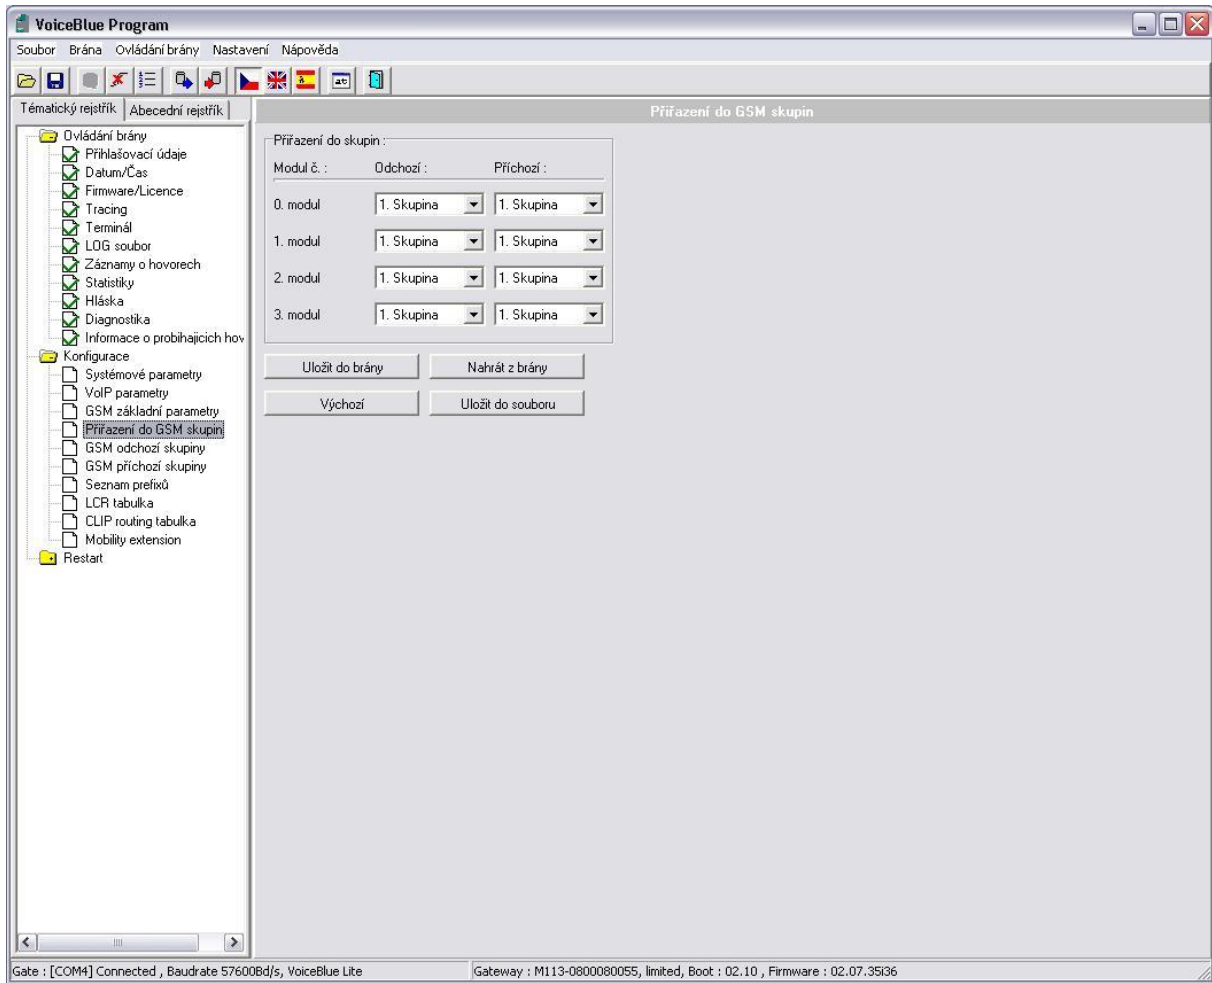 VoiceBlue Program
Soubor Brána Ovládání brány Nastavení Nápověda
Tématický rejstřík Abecední rejstřík
Přiřazení do GSM skupin
Ovládání brány
Přihlašovací údaje
Datum/Čas
Firmware/Licence
Tracing
Terminál
LOG soubor
Záznamy o hovorech
Statistiky
Hláska
Diagnostika
Informace o probihajicich hov
Konfigurace
Systémové parametry
VoIP parametry
GSM základní parametry
Přiřazení do GSM skupin
GSM odchozí skupiny
GSM příchozí skupiny
Seznam prefixů
LCR tabulka
CLIP routing tabulka
Mobility extension
Restart
Přiřazení do skupin :
Modul č. : Odchozí : Příchozí :
0. modul 1. Skupina 1. Skupina
1. modul 1. Skupina 1. Skupina
2. modul 1. Skupina 1. Skupina
3. modul 1. Skupina 1. Skupina
Uložit do brány Nahrát z brány
Výchozí Uložit do souboru
Gate : [COM4] Connected , Baudrate 57600Bd/s, VoiceBlue Lite Gateway : M113-0800080055, limited, Boot : 02.10 , Firmware : 02.07.35i36